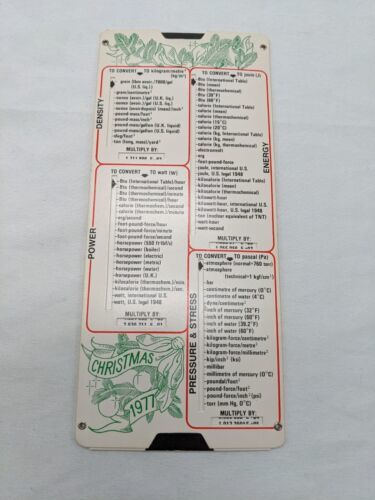 TO CONVERT TO kilogram/metre³
(kg/m³)
grain (lbm avoir./7000)/gal
(U.S. liq.)
gram/centimetre³
ounce (avoir.)/gal (U.K. liq.)
ounce (avoir.)/gal (U.S. liq.)
ounce (avoirdupois)/inch³
pound-mass/foot³
pound-mass/inch³
pound-mass/gallon (U.K. liquid)
pound-mass/gallon (U.S. liquid)
slug/foot³
ton (long, mass)/yard³
MULTIPLY BY:
DENSITY
TO CONVERT TO watt (W)
Btu (International Table)/hour
Btu (thermochemical)/second
Btu (thermochemical)/minute
Btu (thermochemical)/hour
calorie (thermochem.)/second
calorie (thermochem.)/minute
erg/second
foot-pound-force/hour
foot-pound-force/minute
foot-pound-force/second
horsepower (550 ft·lbf/s)
horsepower (boiler)
horsepower (electric)
horsepower (metric)
horsepower (water)
horsepower (U.K.)
kilocalorie (thermochem.)/min.
kilocalorie (thermochem.)/sec.
watt, international, U.S.
watt, U.S. legal 1948
MULTIPLY BY:
POWER
CHRISTMAS
1977
TO CONVERT TO joule (J)
Btu (International Table)
Btu (mean)
Btu (thermochemical)
Btu (39°F)
Btu (60°F)
calorie (International Table)
calorie (mean)
calorie (thermochemical)
calorie (15°C)
calorie (20°C)
calorie (kg, International Table)
calorie (kg, mean)
calorie (kg, thermochemical)
electronvolt
erg
foot-pound-force
foot-poundal
joule, U.S. legal 1948
kilocalorie (International Table)
kilocalorie (mean)
kilocalorie (thermochemical)
kilowatt-hour
kilowatt-hour, U.S. legal 1948
ton (nuclear equivalent of TNT)
watt-hour
watt-second
MULTIPLY BY:
ENERGY
TO CONVERT TO pascal (Pa)
atmosphere (normal=760 torr)
atmosphere
(technical=1 kgf/cm²)
bar
centimetre of mercury (0°C)
centimetre of water (4°C)
dyne/centimetre²
inch of mercury (32°F)
inch of mercury (60°F)
inch of water (39.2°F)
inch of water (60°F)
kilogram-force/centimetre²
kilogram-force/metre²
kilogram-force/millimetre²
kip/inch² (ksi)
millibar
millimetre of mercury (0°C)
poundal/foot²
pound-force/foot²
pound-force/inch² (psi)
torr (mm Hg, 0°C)
MULTIPLY BY:
PRESSURE & STRESS